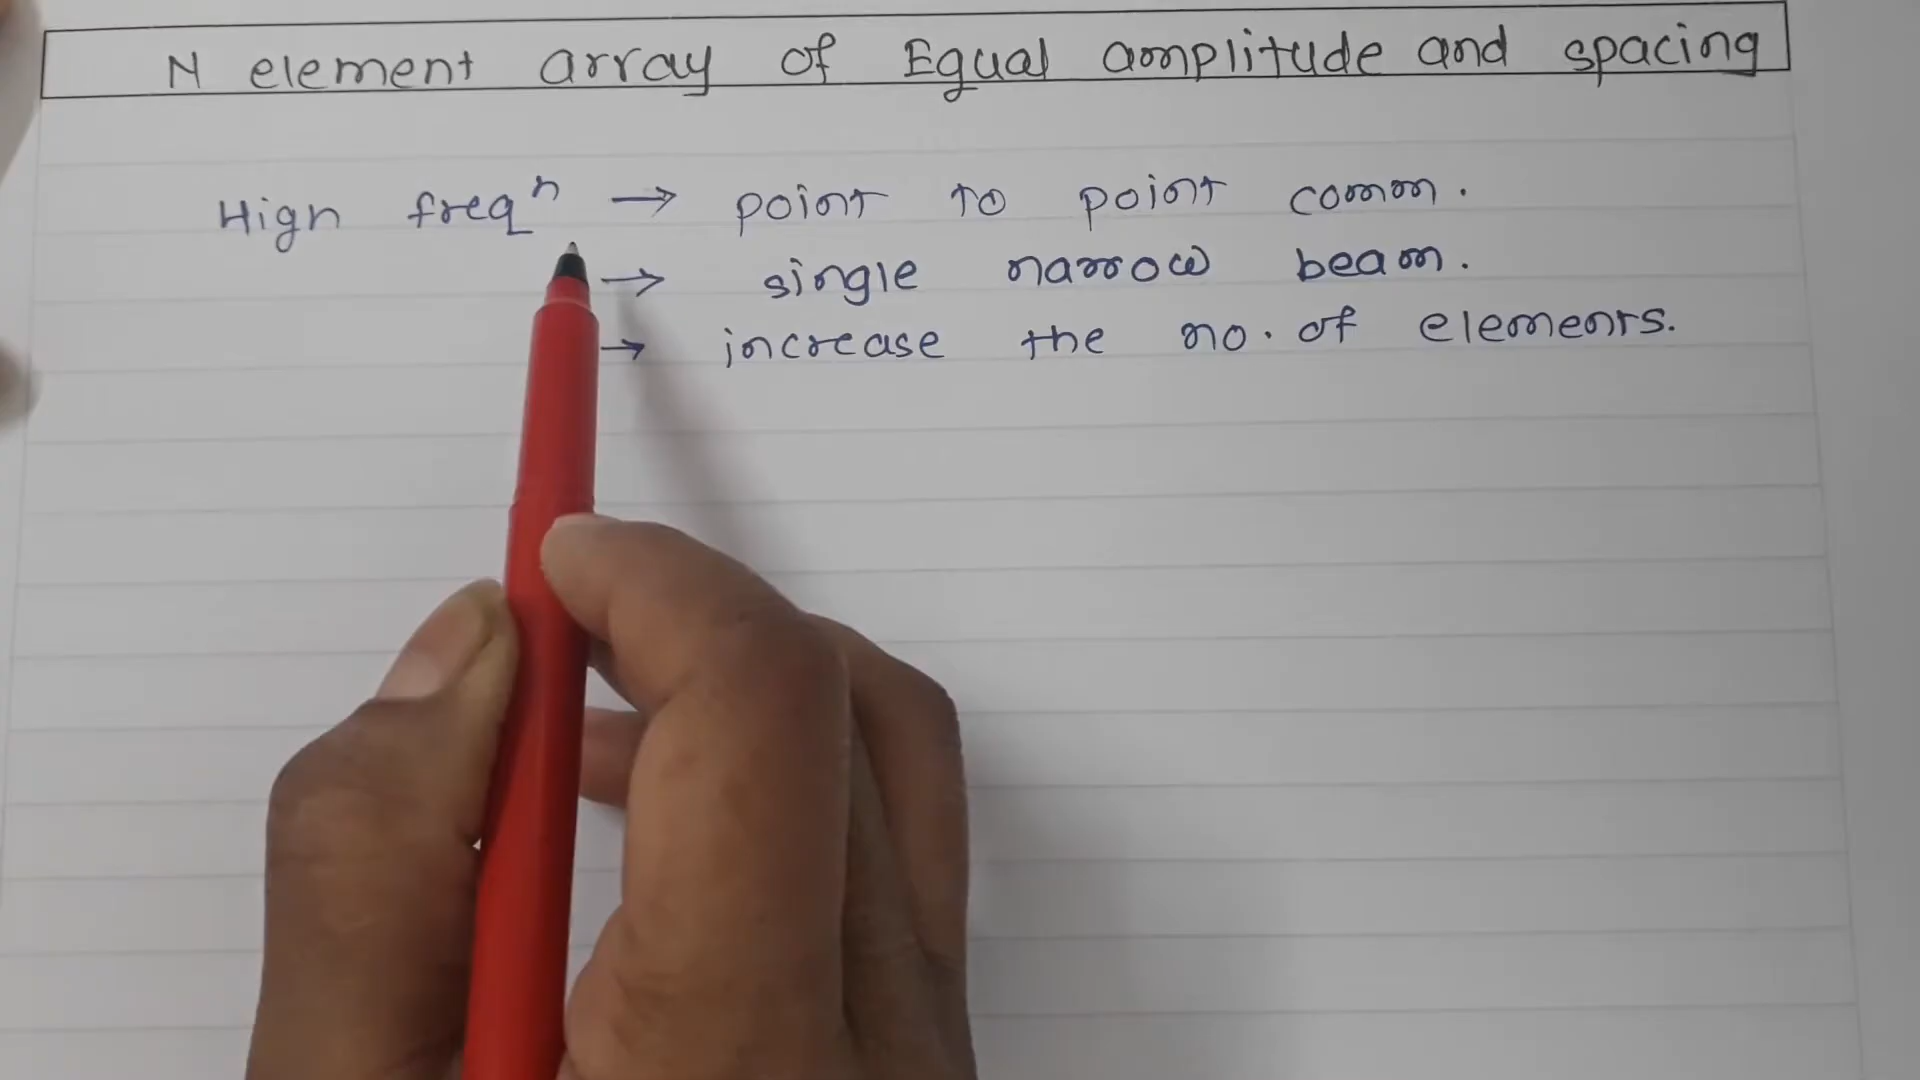 N element array of Equal amplitude and spacing
High freqⁿ → point to point comm.
→ single narrow beam.
→ increase the no. of elements.